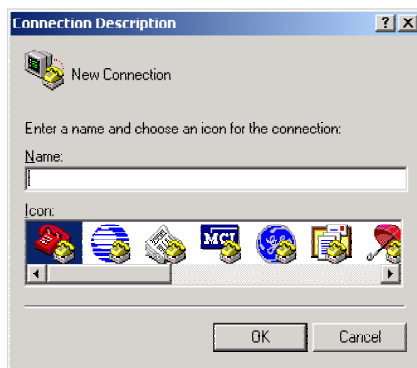 Connection Description
New Connection
Enter a name and choose an icon for the connection:
Name:
Icon:
MCI
OK
Cancel